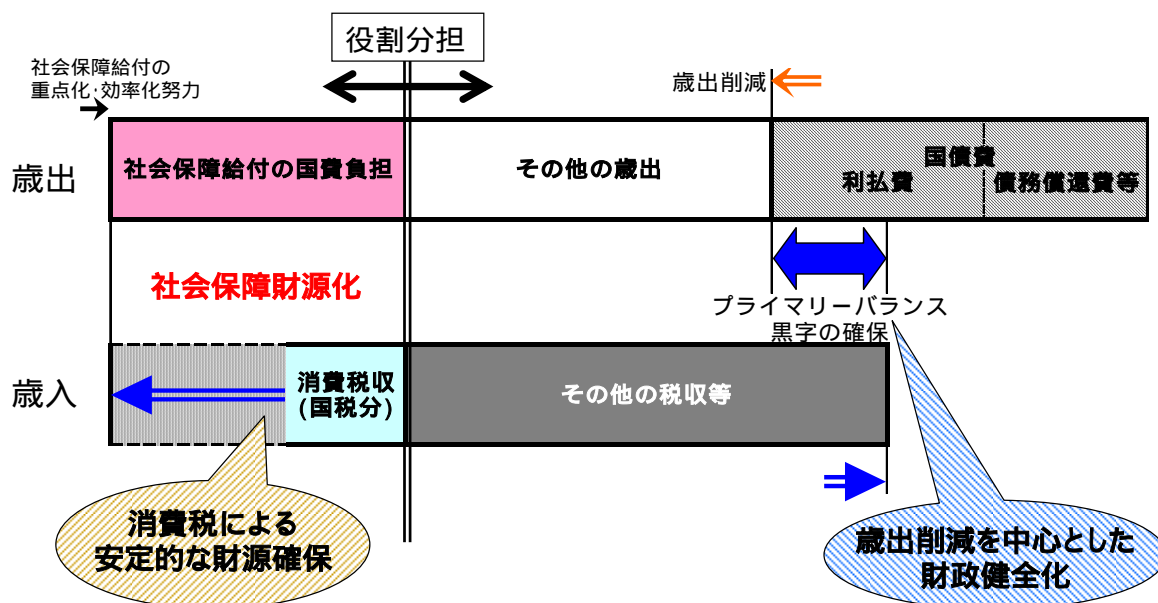 役割分担
社会保障給付の
重点化・効率化努力
歳出削減
歳出
社会保障給付の国費負担
その他の歳出
国債費
利払費
債務償還費等
社会保障財源化
プライマリーバランス
黒字の確保
歳入
消費税収
(国税分)
その他の税収等
消費税による
安定的な財源確保
歳出削減を中心とした
財政健全化